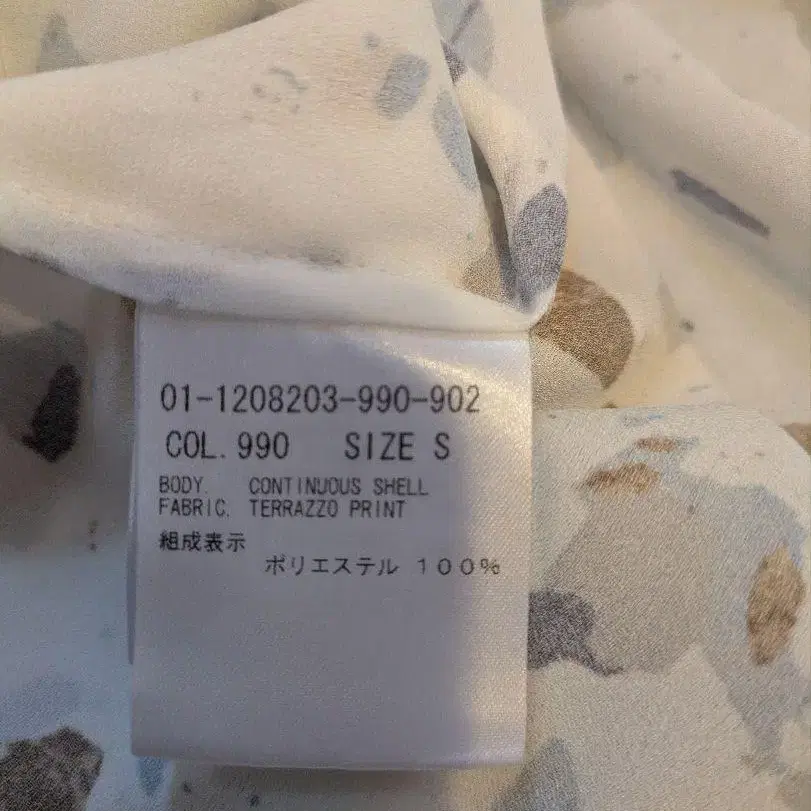 01-1208203-990-902
COL. 990 SIZE S
BODY. CONTINUOUS SHELL
FABRIC. TERRAZZO PRINT
組成表示
ポリエステル 100%